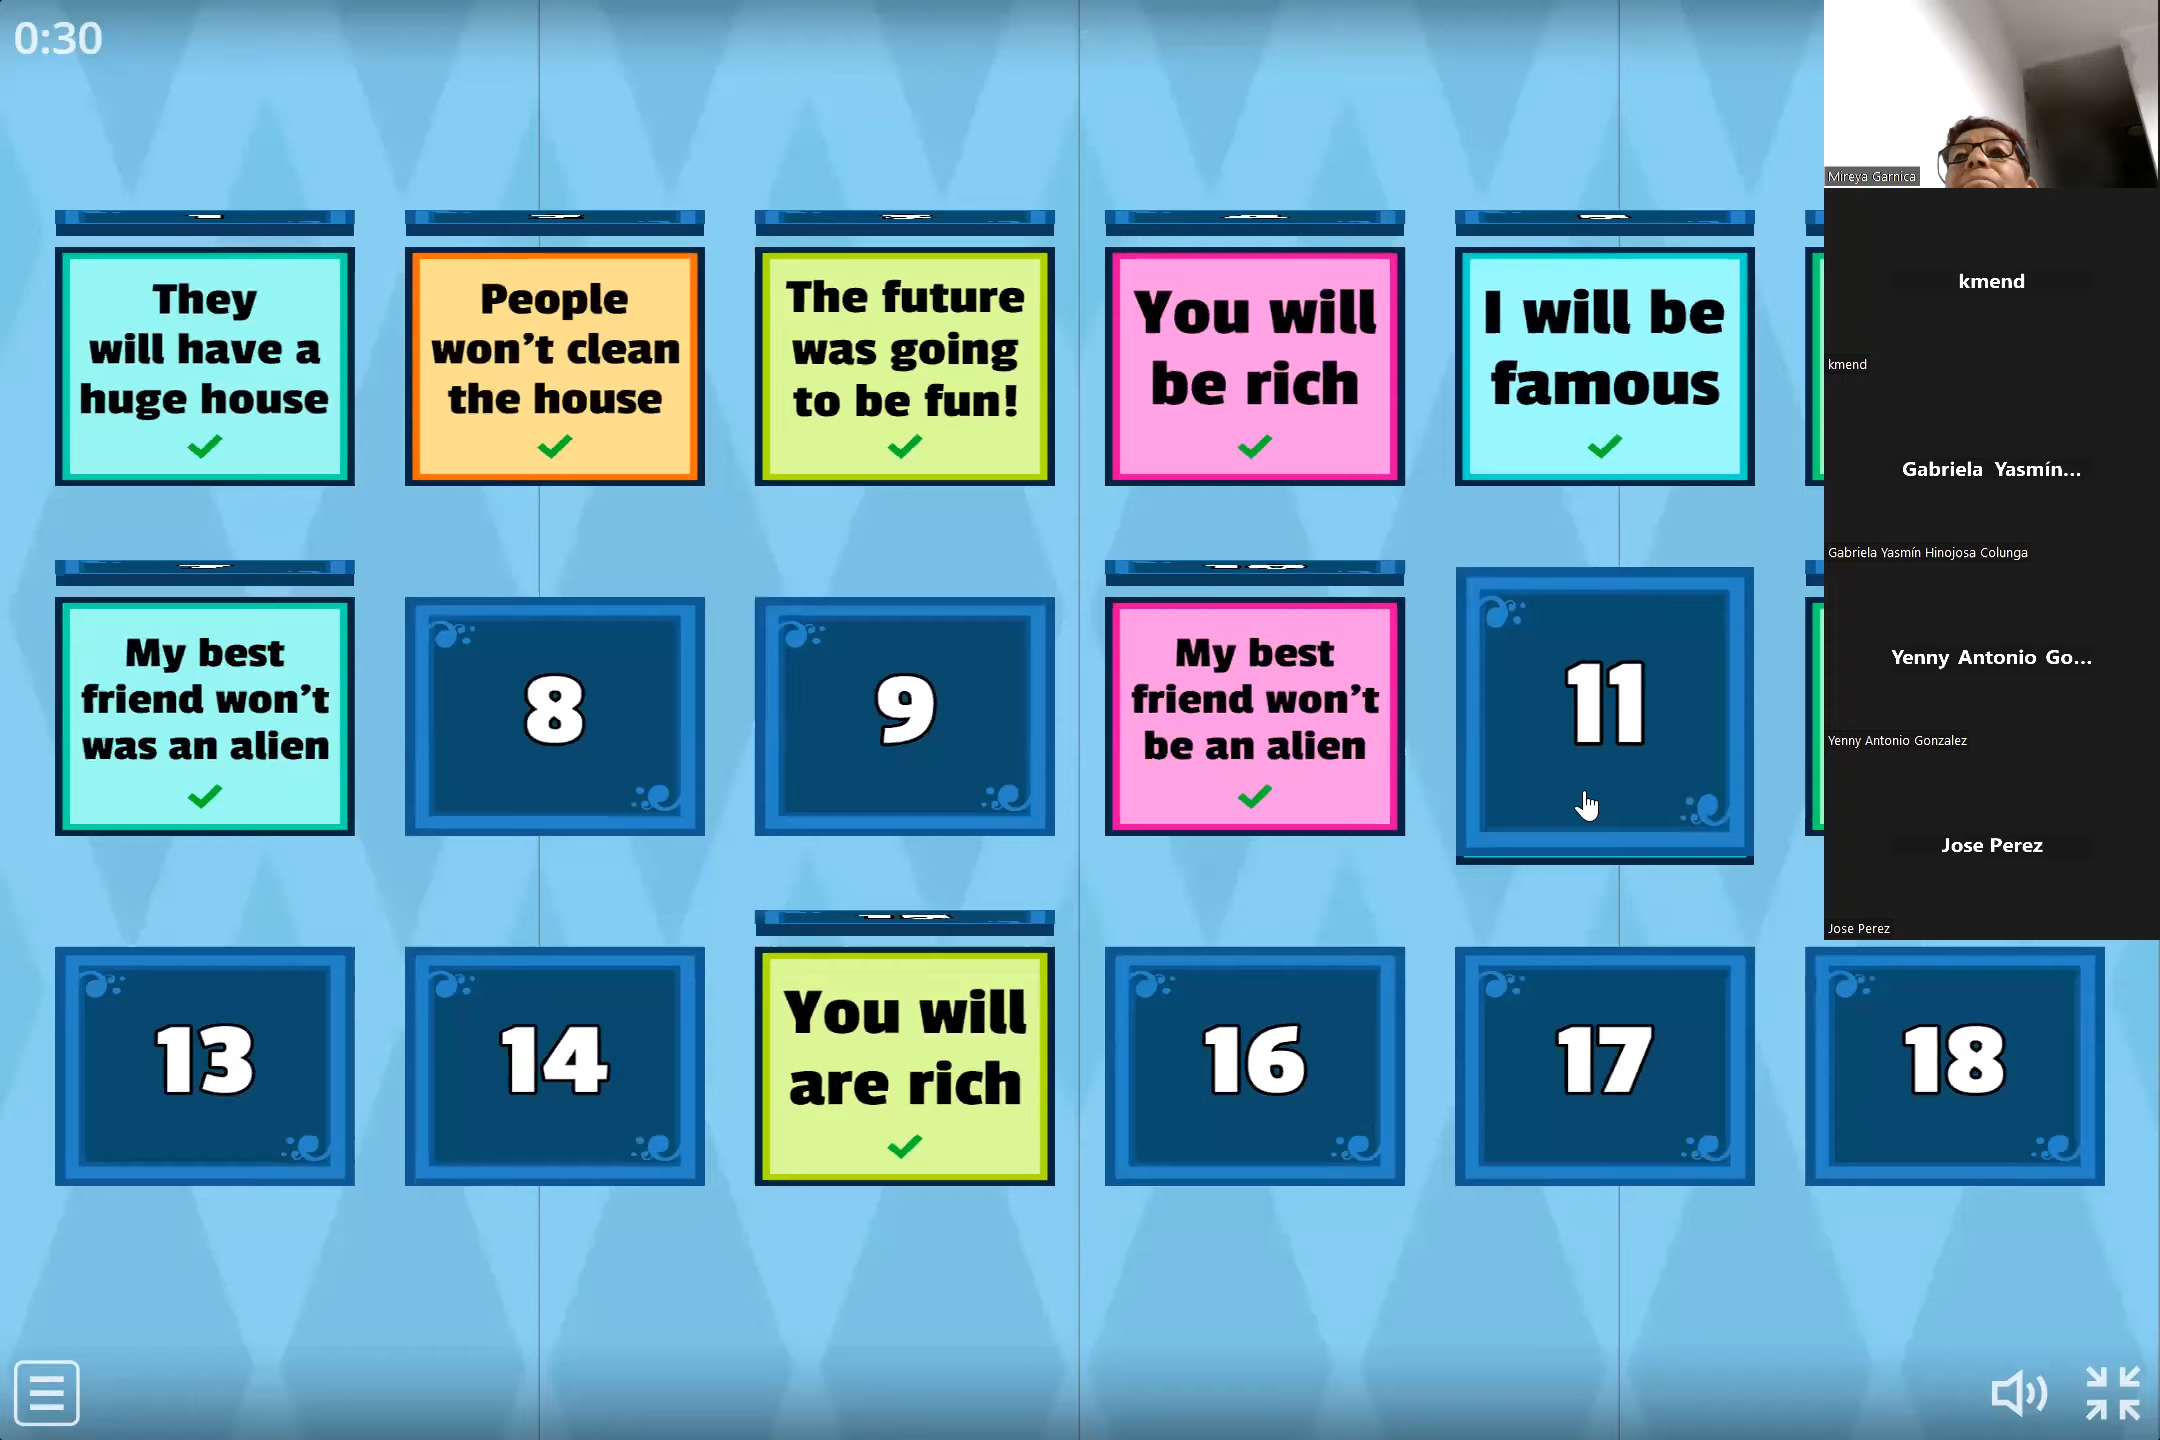 0:30
They
will have a
huge house
People
won't clean
the house
The future
was going
to be fun!
You will
be rich
I will be
famous
My best
friend won't
was an alien
8
9
My best
friend won't
be an alien
11
13
14
You will
are rich
16
17
18
Mireya Garnica
kmend
kmend
Gabriela Yasmín...
Gabriela Yasmín Hinojosa Colunga
Yenny Antonio Go...
Yenny Antonio Gonzalez
Jose Perez
Jose Perez